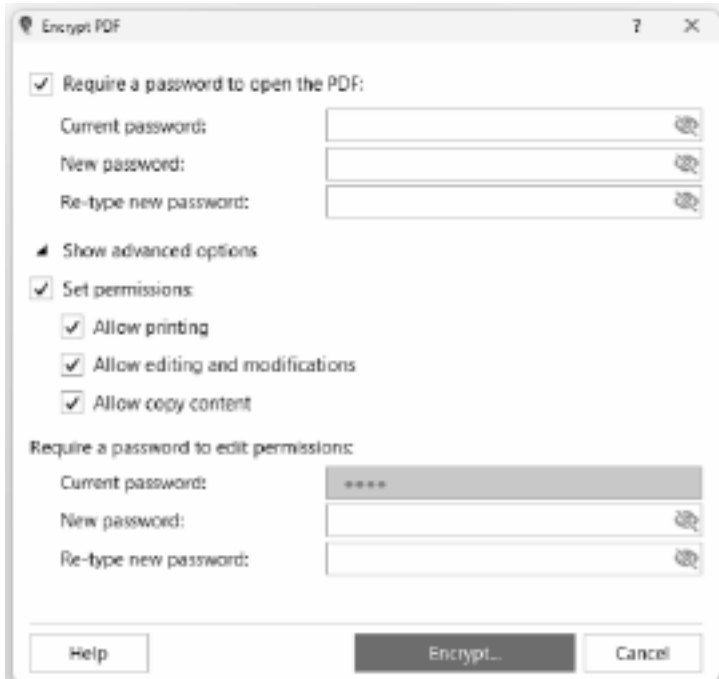 Encrypt PDF ?
Require a password to open the PDF:
Current password:
New password:
Re-type new password:
Show advanced options
Set permissions:
Allow printing
Allow editing and modifications
Allow copy content
Require a password to edit permissions:
Current password: ****
New password:
Re-type new password:
Help Encrypt... Cancel